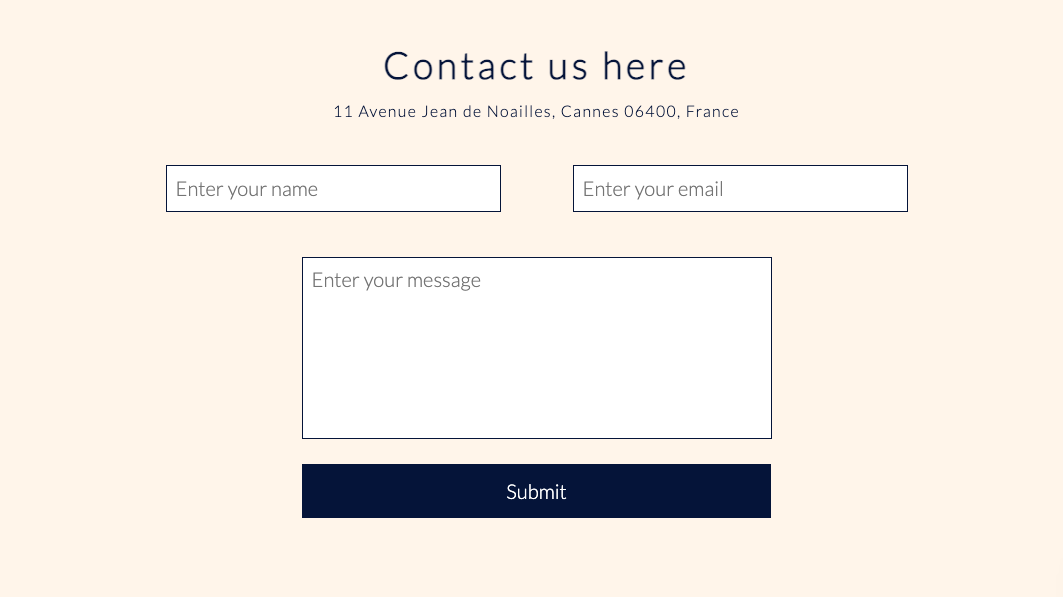 Contact us here
11 Avenue Jean de Noailles, Cannes 06400, France
Enter your name
Enter your email
Enter your message
Submit